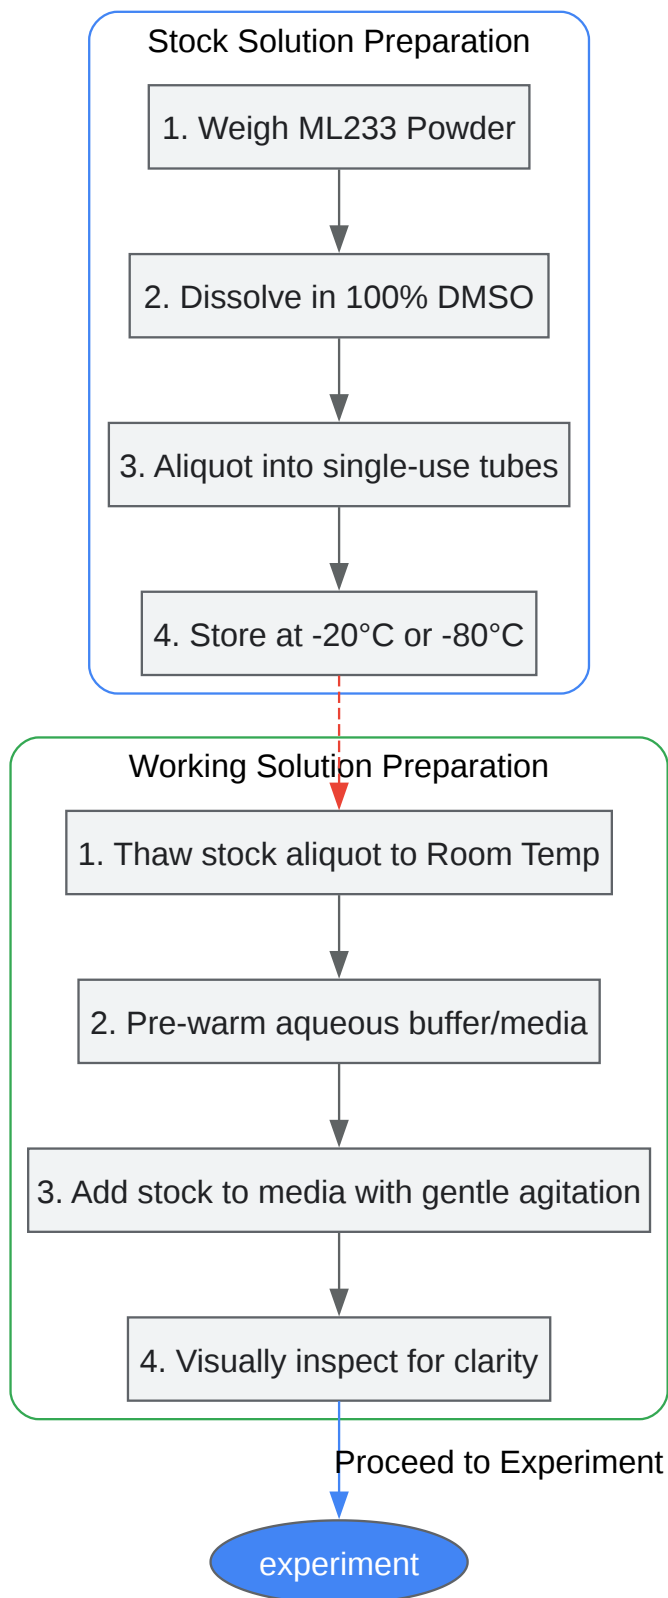 Stock Solution Preparation
1. Weigh ML233 Powder
2. Dissolve in 100% DMSO
3. Aliquot into single-use tubes
4. Store at -20°C or -80°C
Working Solution Preparation
1. Thaw stock aliquot to Room Temp
2. Pre-warm aqueous buffer/media
3. Add stock to media with gentle agitation
4. Visually inspect for clarity
Proceed to Experiment
experiment